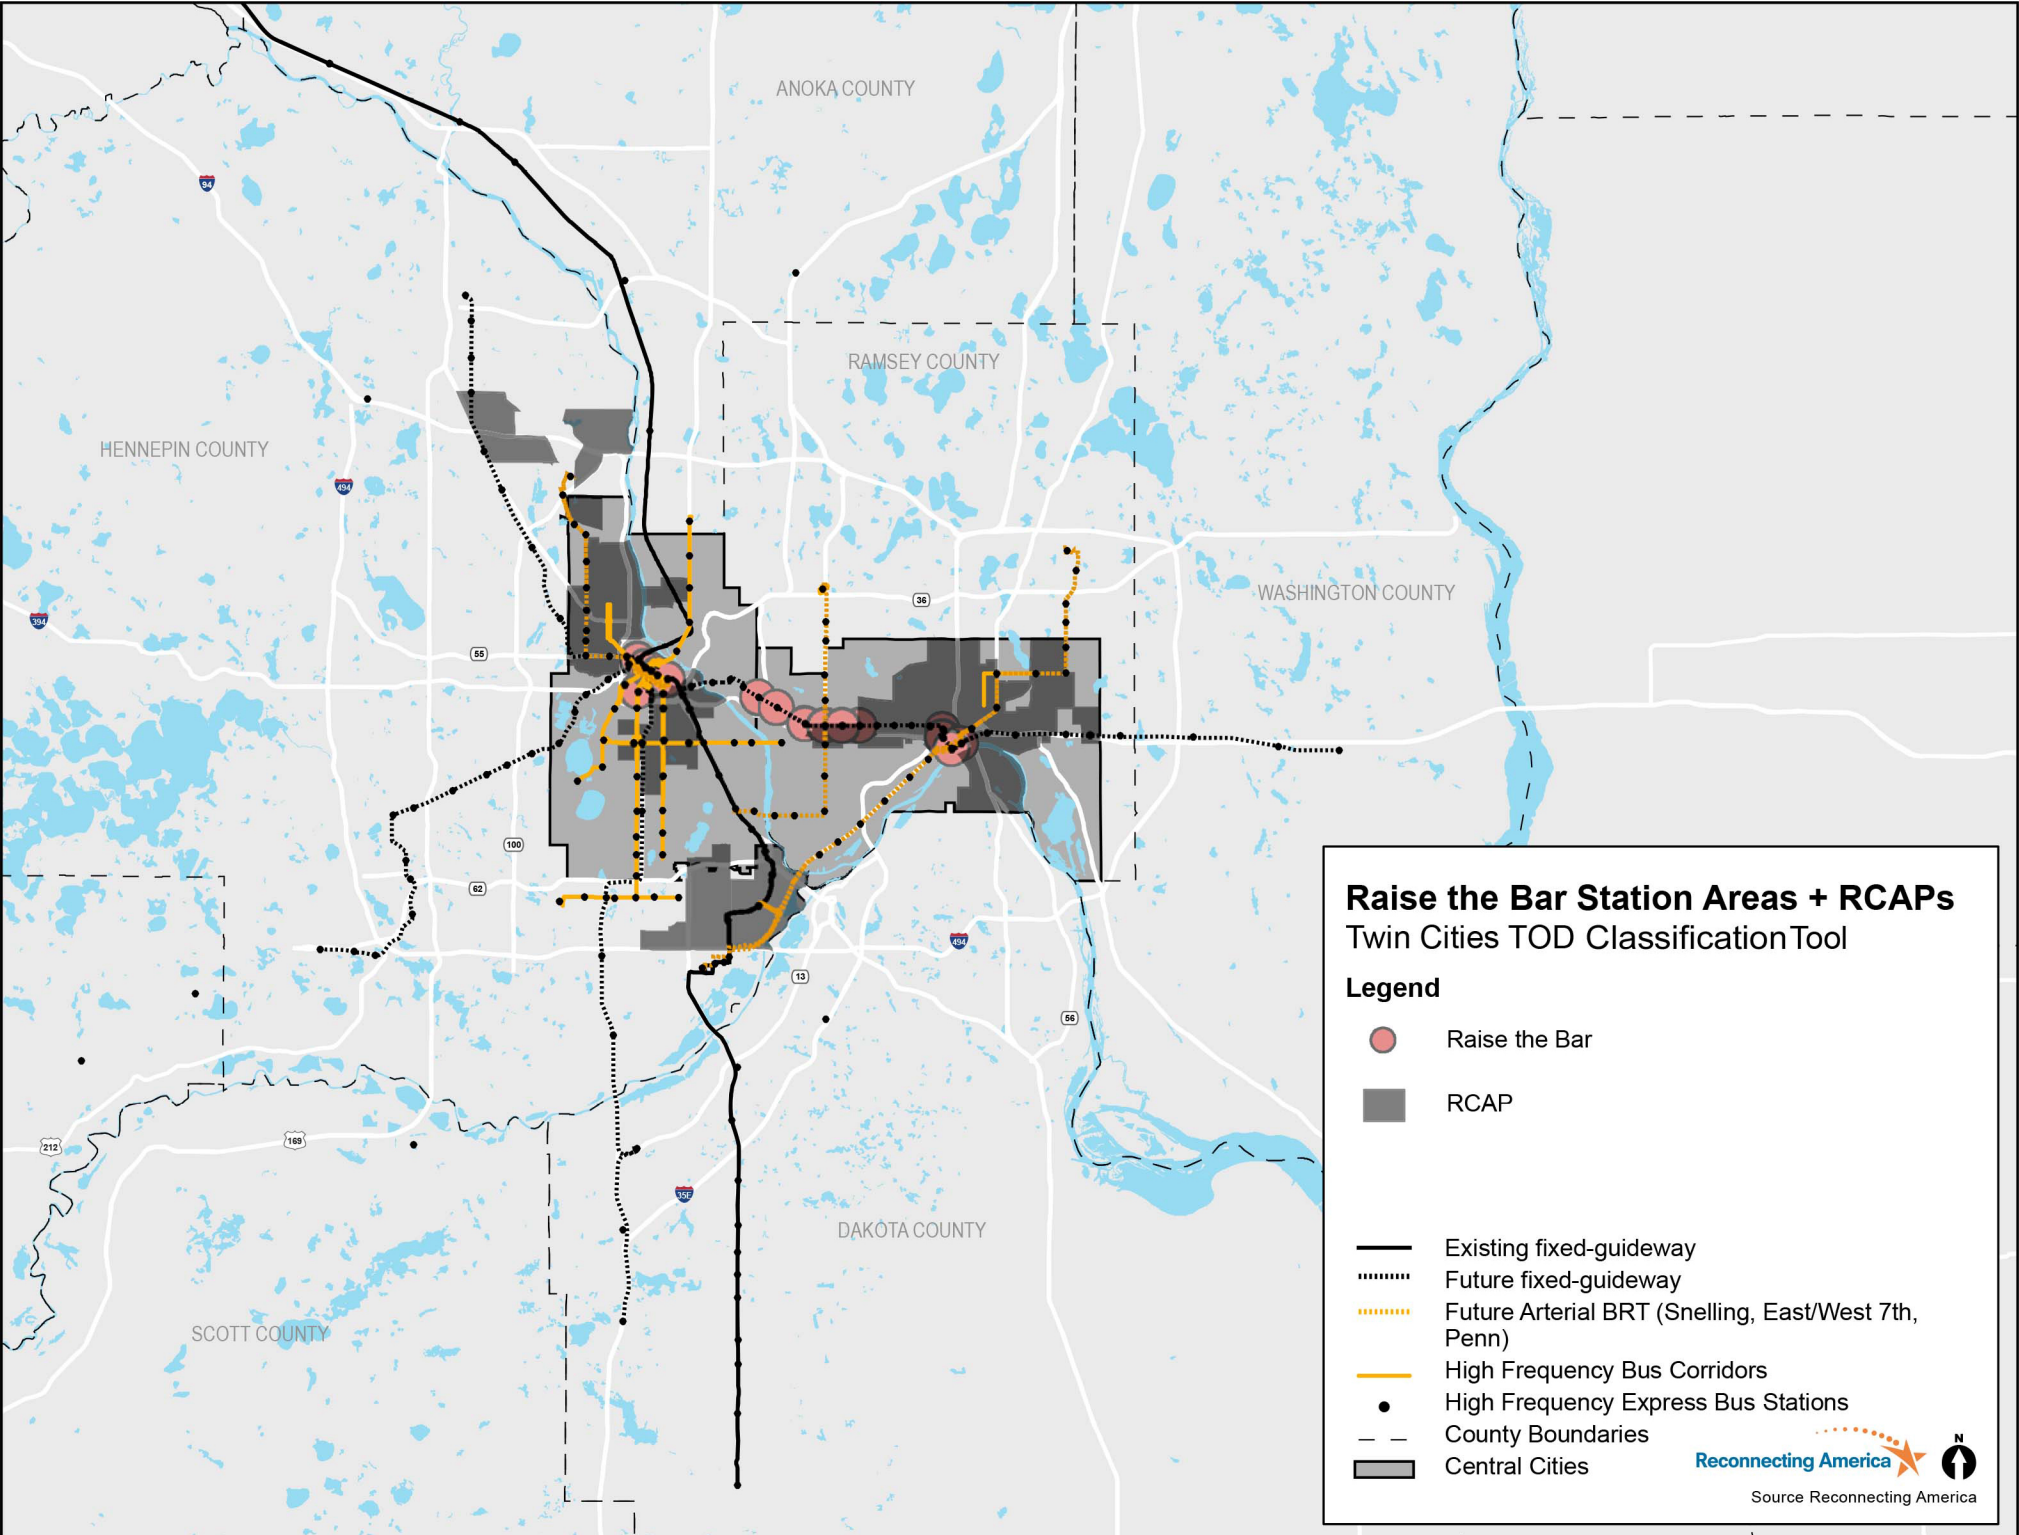 ANOKA COUNTY
94
RAMSEY COUNTY
HENNEPIN COUNTY
494
36
WASHINGTON COUNTY
394
55
100
62
Raise the Bar Station Areas + RCAPs
Twin Cities TOD Classification Tool
494
13
Legend
56
Raise the Bar
RCAP
212
169
35E
DAKOTA COUNTY
Existing fixed-guideway
Future fixed-guideway
Future Arterial BRT (Snelling, East/West 7th,
Penn)
SCOTT COUNTY
High Frequency Bus Corridors
High Frequency Express Bus Stations
County Boundaries
N
Reconnecting America
Central Cities
Source Reconnecting America